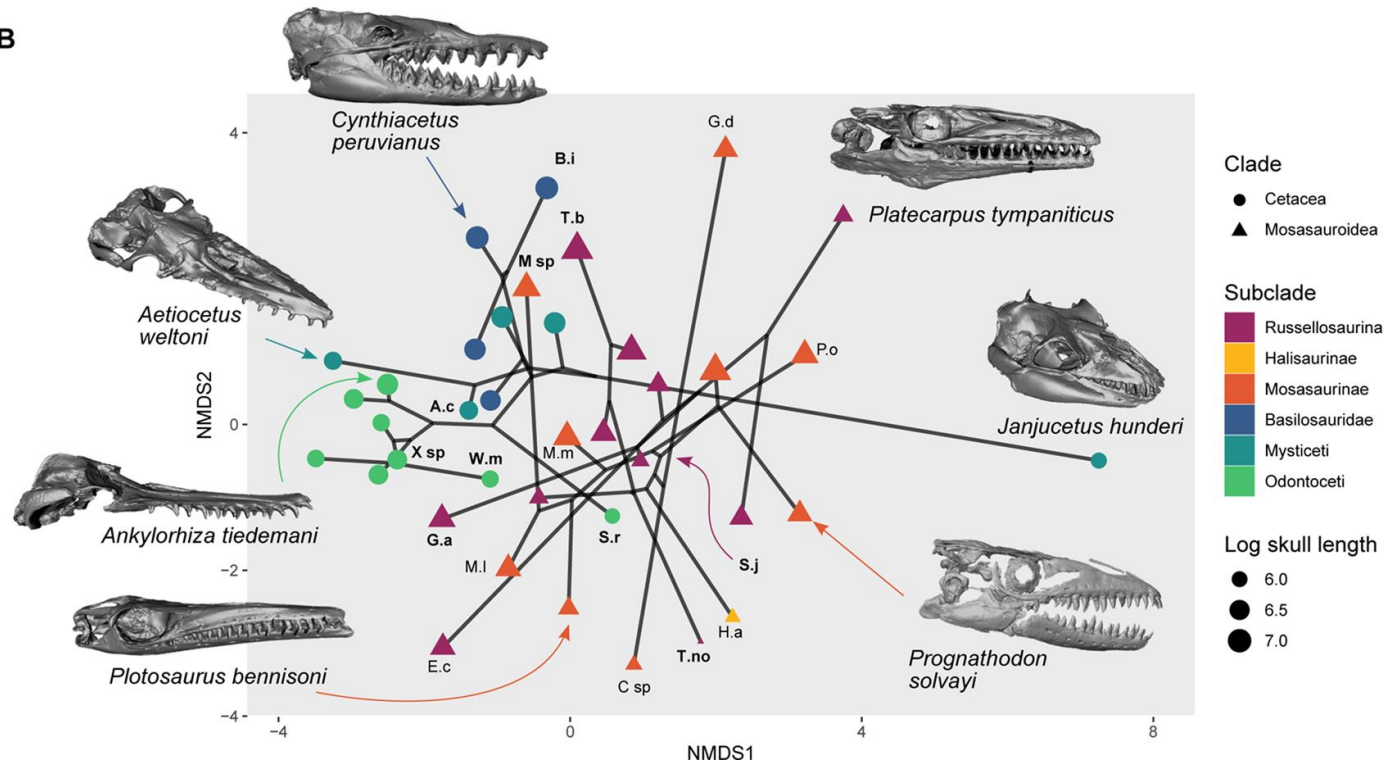 B
Cynthiacetus
peruvianus
Platecarpus tympaniticus
Aetiocetus
weltoni
Janjucetus hunderi
Ankylorhiza tiedemani
Plotosaurus bennisoni
Prognathodon
solvayi
G.d
B.i
T.b
M sp
P.o
A.c
M.m
X sp
W.m
G.a
S.r
S.j
M.l
H.a
E.c
T.no
C sp
4
0
−2
−4
NMDS2
−4
0
4
8
NMDS1
Clade
Cetacea
Mosasauroidea
Subclade
Russellosaurina
Halisaurinae
Mosasaurinae
Basilosauridae
Mysticeti
Odontoceti
Log skull length
6.0
6.5
7.0